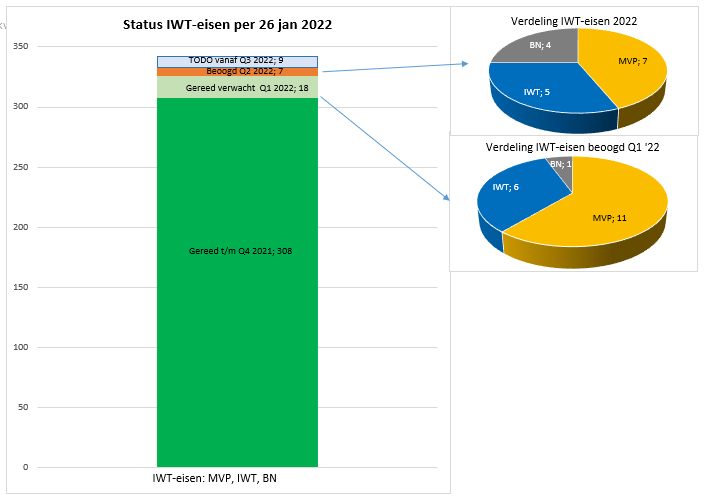 Status IWT-eisen per 26 jan 2022
350
300
250
200
150
100
50
0
TODO vanaf Q3 2022; 9
Beoogd Q2 2022; 7
Gereed verwacht Q1 2022; 18
Gereed t/m Q4 2021; 308
IWT-eisen: MVP, IWT, BN
Verdeling IWT-eisen 2022
BN; 4
MVP; 7
IWT; 5
Verdeling IWT-eisen beoogd Q1 '22
BN; 1
IWT; 6
MVP; 11